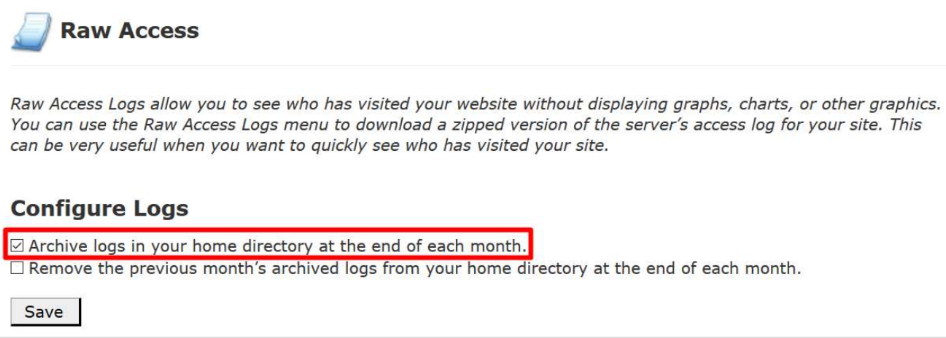 Raw Access
Raw Access Logs allow you to see who has visited your website without displaying graphs, charts, or other graphics.
You can use the Raw Access Logs menu to download a zipped version of the server’s access log for your site. This
can be very useful when you want to quickly see who has visited your site.
Configure Logs
Archive logs in your home directory at the end of each month.
Remove the previous month’s archived logs from your home directory at the end of each month.
Save